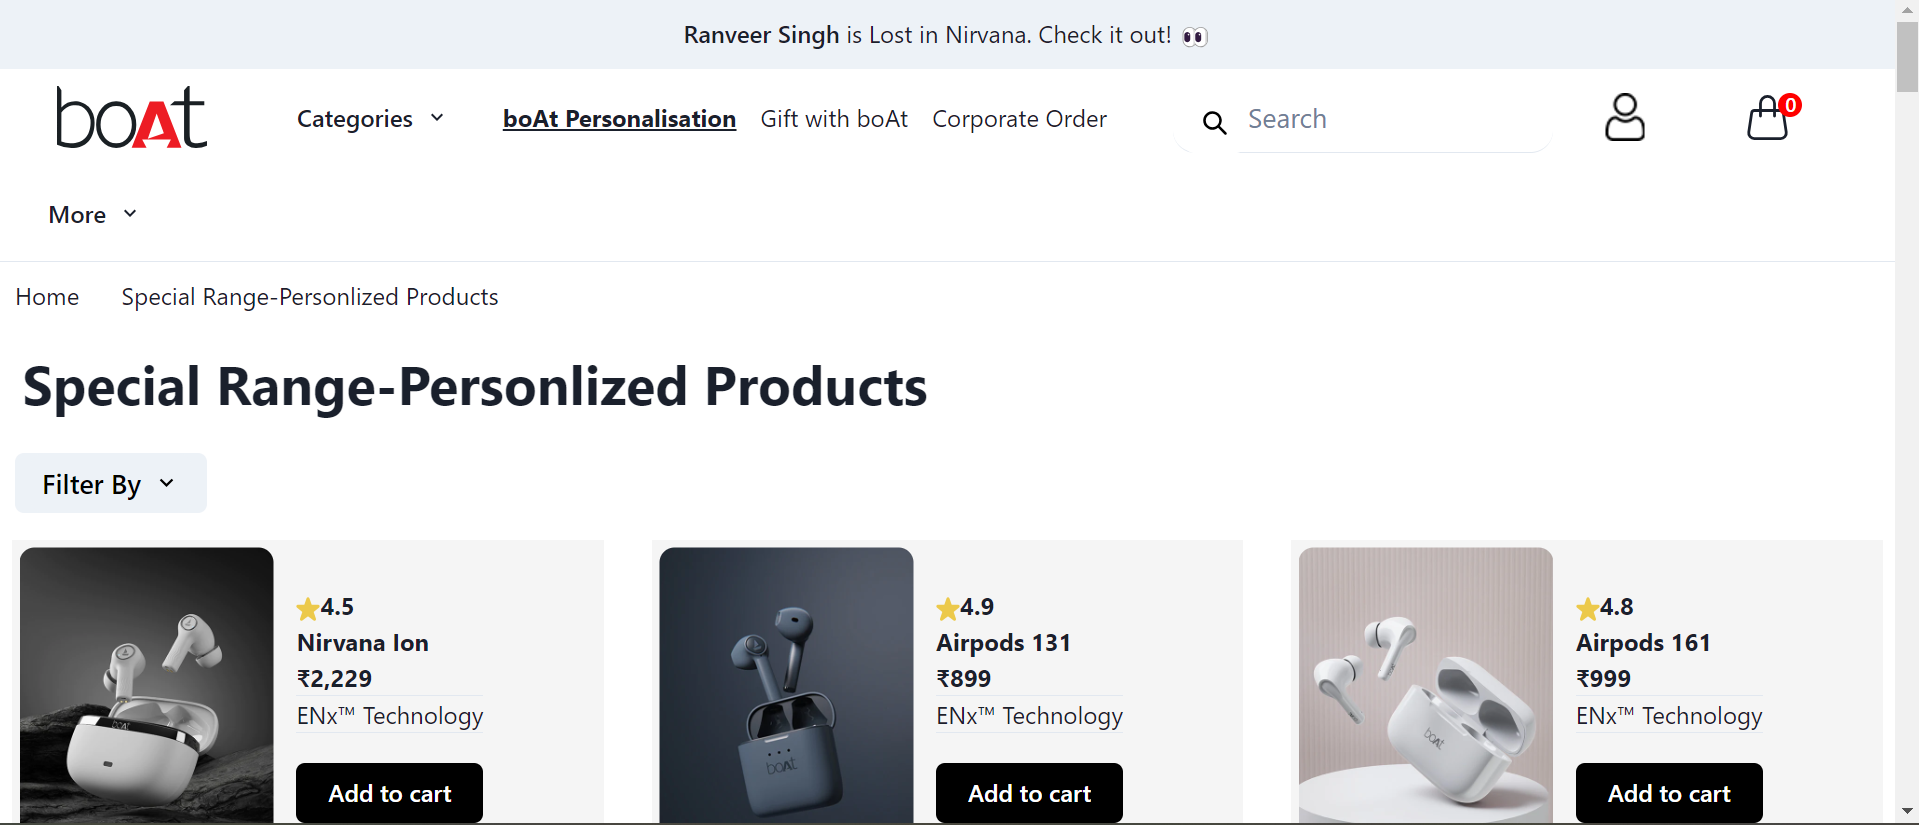 Ranveer Singh is Lost in Nirvana. Check it out! 👀
boAt
Categories
boAt Personalisation
Gift with boAt
Corporate Order
Search
0
More
Home
Special Range-Personlized Products
Special Range-Personlized Products
Filter By
4.5
Nirvana Ion
₹2,229
ENx™ Technology
Add to cart
boAt
4.9
Airpods 131
₹899
ENx™ Technology
Add to cart
boAt
4.8
Airpods 161
₹999
ENx™ Technology
Add to cart
boAt